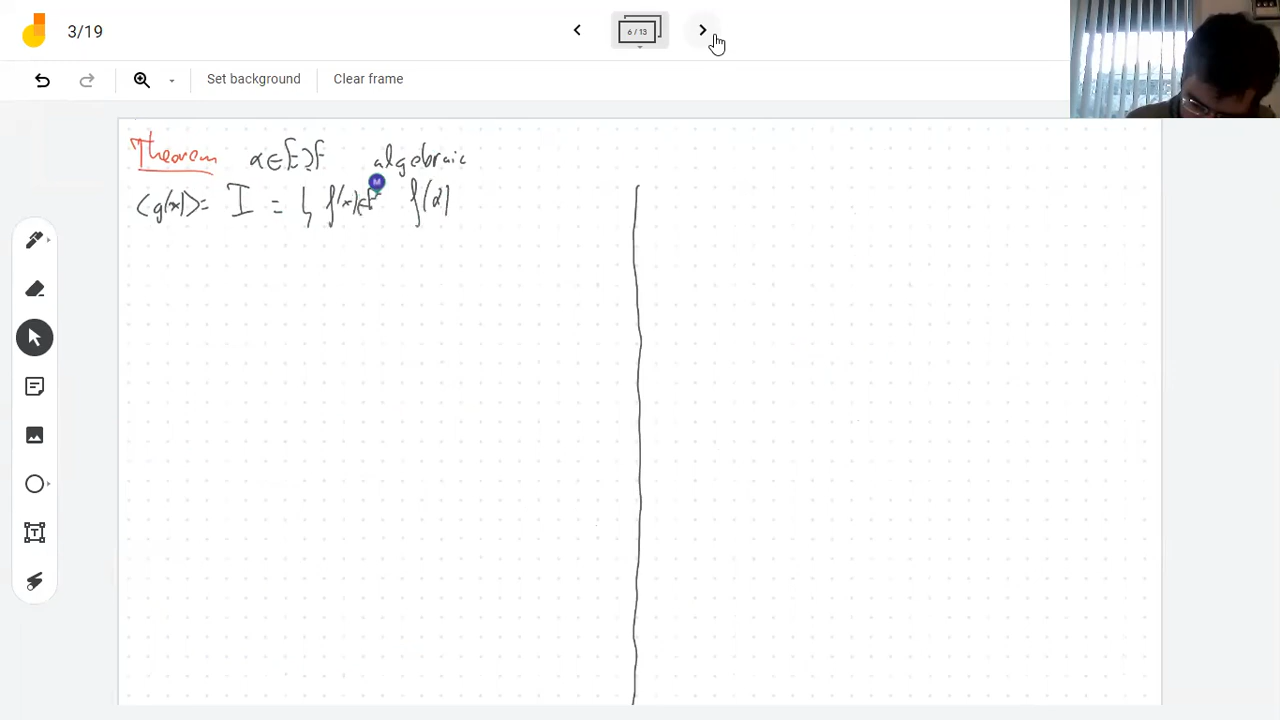 3/19
6 / 13
Set background
Clear frame
Theorem α∈E⊇F algebraic
M
<g(x)>= I = { f(x)∈F f(α)